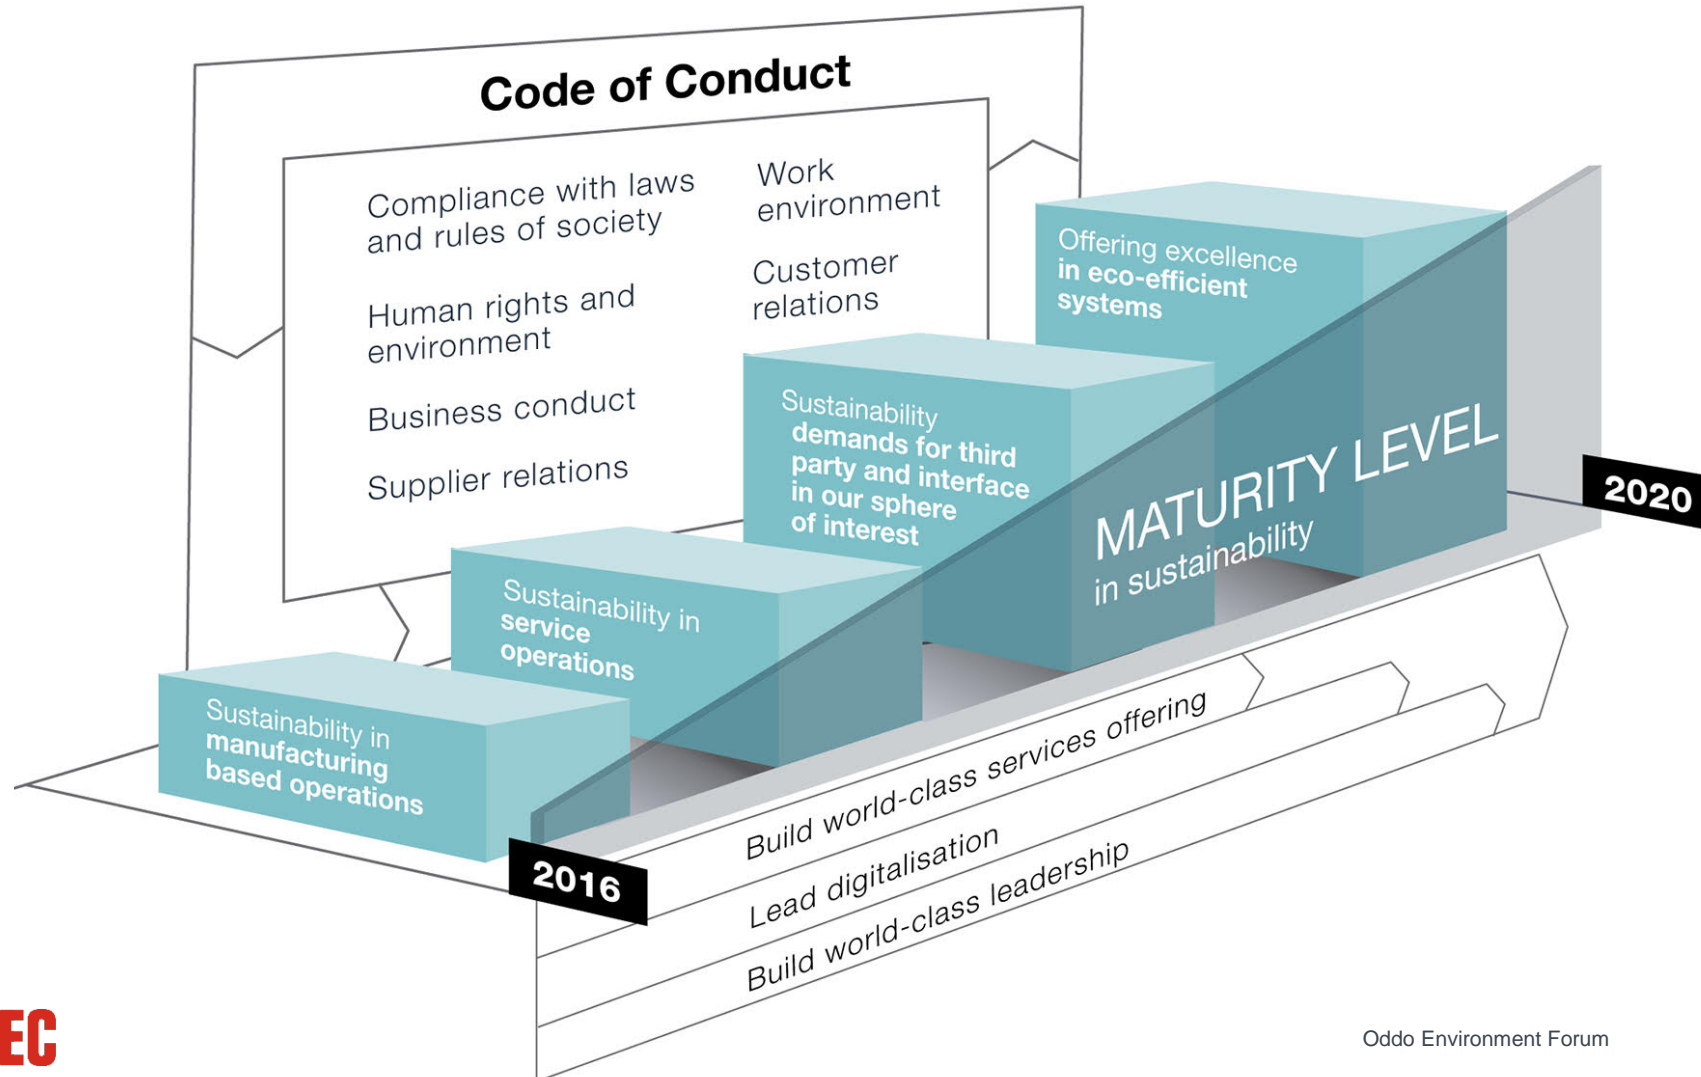 Code of Conduct
Compliance with laws
and rules of society
Human rights and
environment
Business conduct
Supplier relations
Work
environment
Customer
relations
Offering excellence
in eco-efficient
systems
Sustainability
demands for third
party and interface
in our sphere
of interest
Sustainability in
service
operations
Sustainability in
manufacturing
based operations
MATURITY LEVEL
in sustainability
2020
2016
Build world-class services offering
Lead digitalisation
Build world-class leadership
EC
Oddo Environment Forum